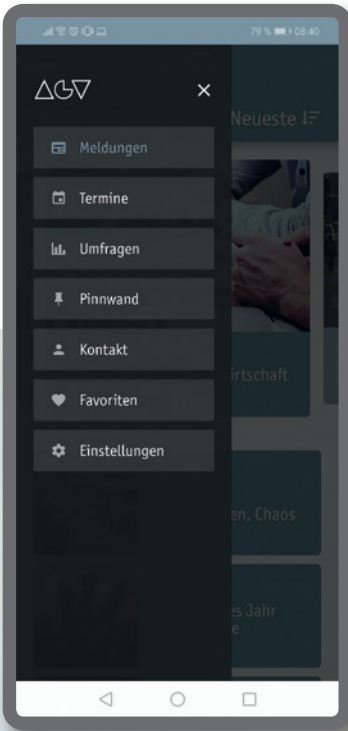 79 % 08:40
AGV
Neueste
Meldungen
Termine
Umfragen
Pinnwand
Kontakt
irtschaft
Favoriten
Einstellungen
en, Chaos
es Jahr
e